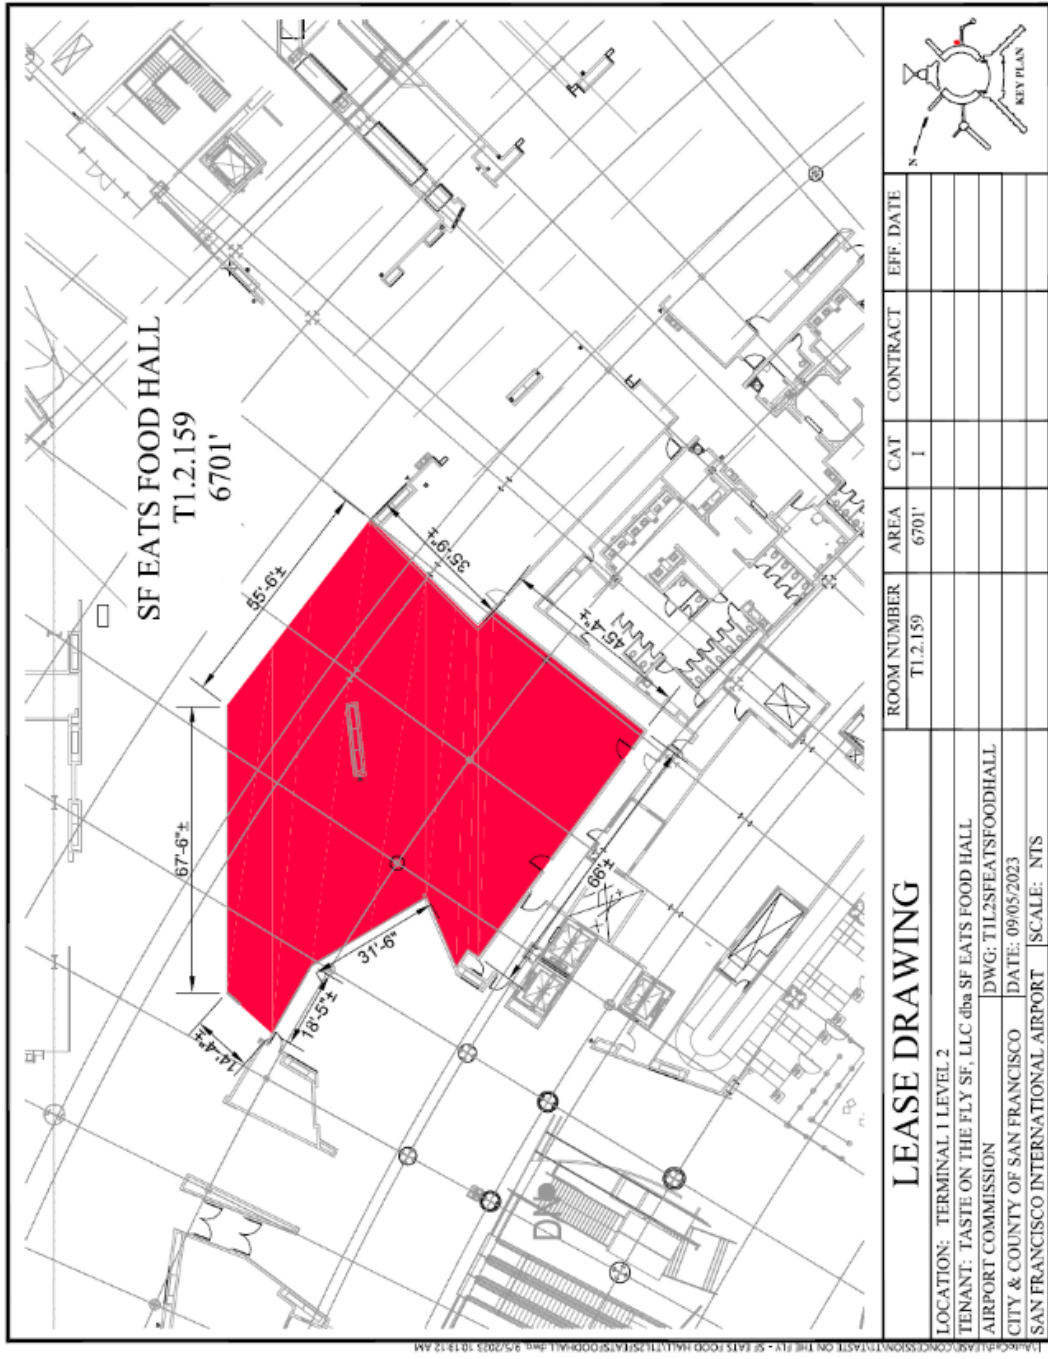 SF EATS FOOD HALL
T1.2.159
6701'
55'-6"±
35'-9"±
45'-4"±
67'-6"±
66'±
31'-6"
18'-5"±
14'-4"±
KEY PLAN
N
LEASE DRAWING
LOCATION: TERMINAL 1 LEVEL 2
TENANT: TASTE ON THE FLY SF, LLC dba SF EATS FOOD HALL
AIRPORT COMMISSION
DWG: T1L2SFEATSFOODHALL
CITY & COUNTY OF SAN FRANCISCO
DATE: 09/05/2023
SAN FRANCISCO INTERNATIONAL AIRPORT
SCALE: NTS
ROOM NUMBER AREA CAT CONTRACT EFF. DATE
T1.2.159 6701' 1